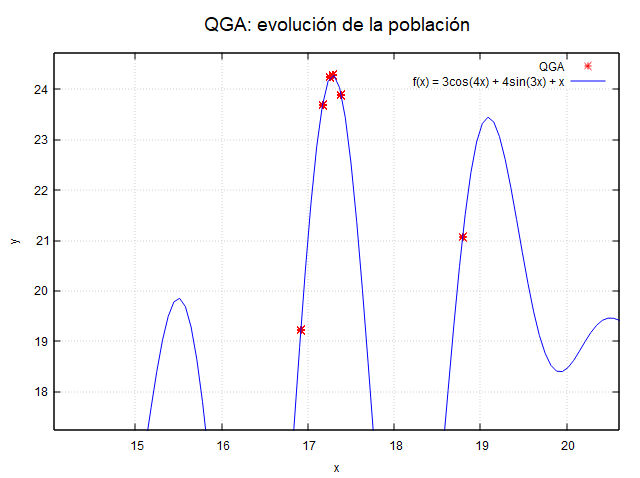 QGA: evolución de la población
QGA
f(x) = 3cos(4x) + 4sin(3x) + x
24
23
22
21
20
19
18
y
15 16 17 18 19 20
x